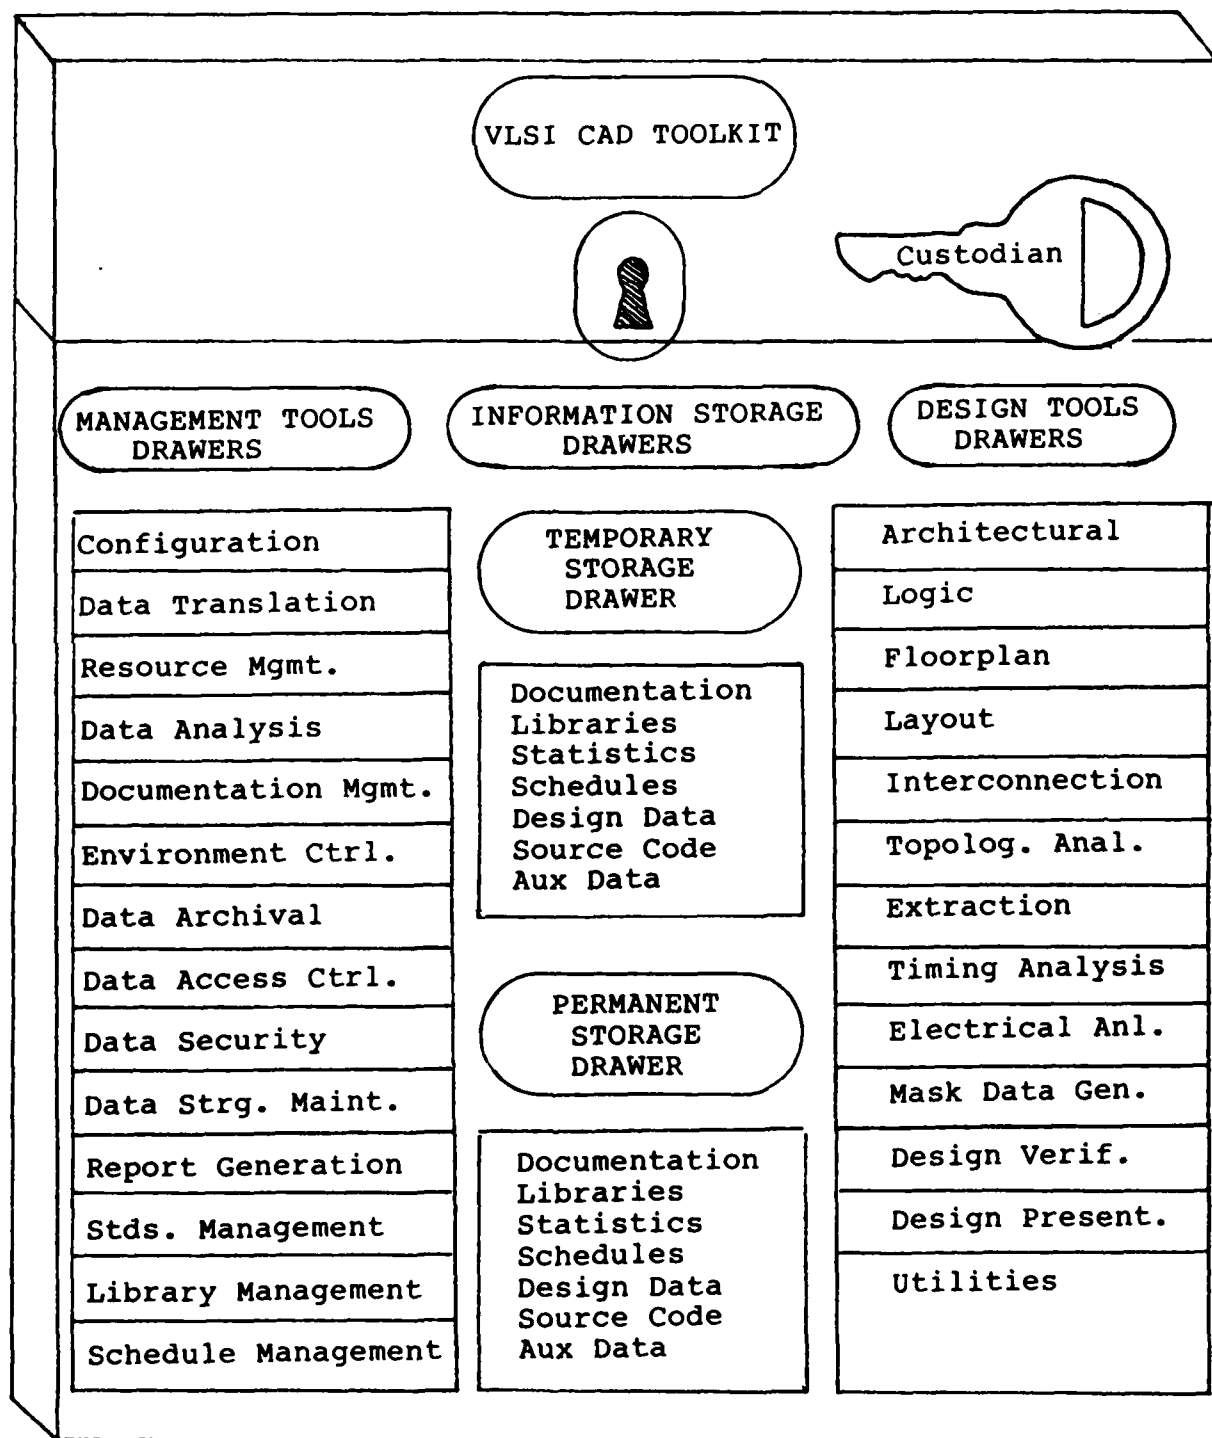 VLSI CAD TOOLKIT
Custodian
MANAGEMENT TOOLS
DRAWERS
Configuration
Data Translation
Resource Mgmt.
Data Analysis
Documentation Mgmt.
Environment Ctrl.
Data Archival
Data Access Ctrl.
Data Security
Data Strg. Maint.
Report Generation
Stds. Management
Library Management
Schedule Management
INFORMATION STORAGE
DRAWERS
TEMPORARY
STORAGE
DRAWER
Documentation
Libraries
Statistics
Schedules
Design Data
Source Code
Aux Data
PERMANENT
STORAGE
DRAWER
Documentation
Libraries
Statistics
Schedules
Design Data
Source Code
Aux Data
DESIGN TOOLS
DRAWERS
Architectural
Logic
Floorplan
Layout
Interconnection
Topolog. Anal.
Extraction
Timing Analysis
Electrical Anl.
Mask Data Gen.
Design Verif.
Design Present.
Utilities